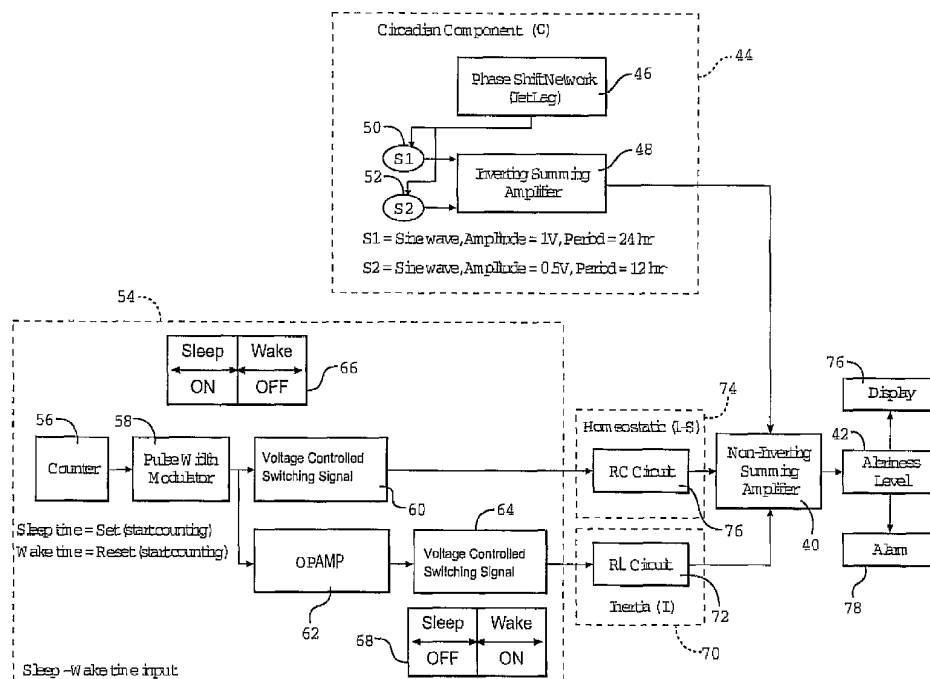 Circadian Component (C)
44
Phase Shift Network
(Jet Lag)
46
50
S1
52
S2
Inverting Summing
Amplifier
48
S1 = Sine wave, Amplitude = 1V, Period = 24 hr
S2 = Sine wave, Amplitude = 0.5V, Period = 12 hr
54
Sleep
Wake
ON
OFF
66
56
Counter
58
Pulse Width
Modulator
Voltage Controlled
Switching Signal
60
Sleep time = Set (start counting)
Wake time = Reset (start counting)
OP AMP
62
64
Voltage Controlled
Switching Signal
68
Sleep
Wake
OFF
ON
Sleep - Wake time input
74
Homeostatic (1-S)
RC Circuit
76
RL Circuit
72
Inertia (I)
70
Non-Inverting
Summing
Amplifier
40
76
Display
42
Alertness
Level
Alarm
78